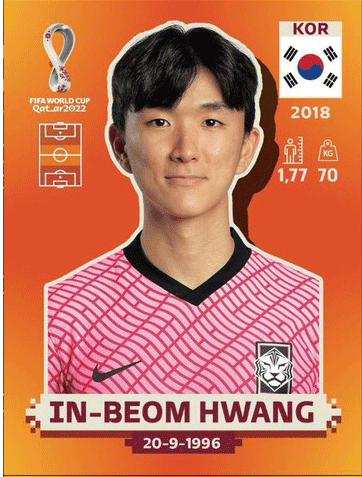 KOR
FIFA WORLD CUP
Qatar2022
2018
KG
1,77 70
IN-BEOM HWANG
20-9-1996